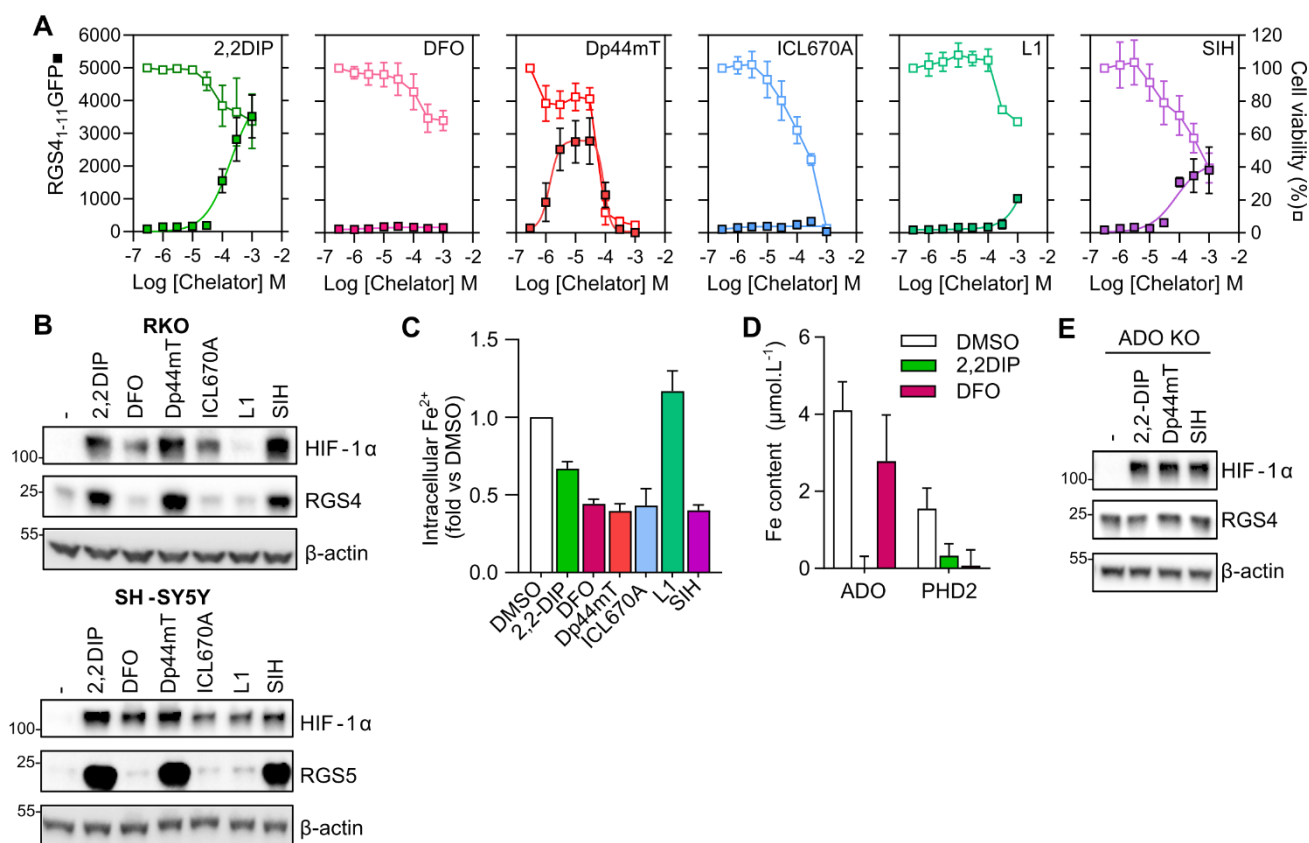 A
2,2DIP
DFO
Dp44mT
ICL670A
L1
SIH
RGS4₁₋₁₁GFP■
6000
5000
4000
3000
2000
1000
0
120
100
80
60
40
20
0
Cell viability (%)□
-7 -6 -5 -4 -3 -2
-7 -6 -5 -4 -3 -2
-7 -6 -5 -4 -3 -2
-7 -6 -5 -4 -3 -2
-7 -6 -5 -4 -3 -2
-7 -6 -5 -4 -3 -2
Log [Chelator] M
Log [Chelator] M
Log [Chelator] M
Log [Chelator] M
Log [Chelator] M
Log [Chelator] M
B
RKO
- 2,2DIP DFO Dp44mT ICL670A L1 SIH
100 HIF-1α
25 RGS4
55 β-actin
SH-SY5Y
- 2,2DIP DFO Dp44mT ICL670A L1 SIH
100 HIF-1α
25 RGS5
55 β-actin
C
Intracellular Fe²⁺
(fold vs DMSO)
1.5
1.0
0.5
0.0
DMSO 2,2-DIP DFO Dp44mT ICL670A L1 SIH
D
Fe content (µmol.L⁻¹)
6
4
2
0
DMSO
2,2DIP
DFO
ADO PHD2
E
ADO KO
- 2,2-DIP Dp44mT SIH
100 HIF-1α
25 RGS4
55 β-actin